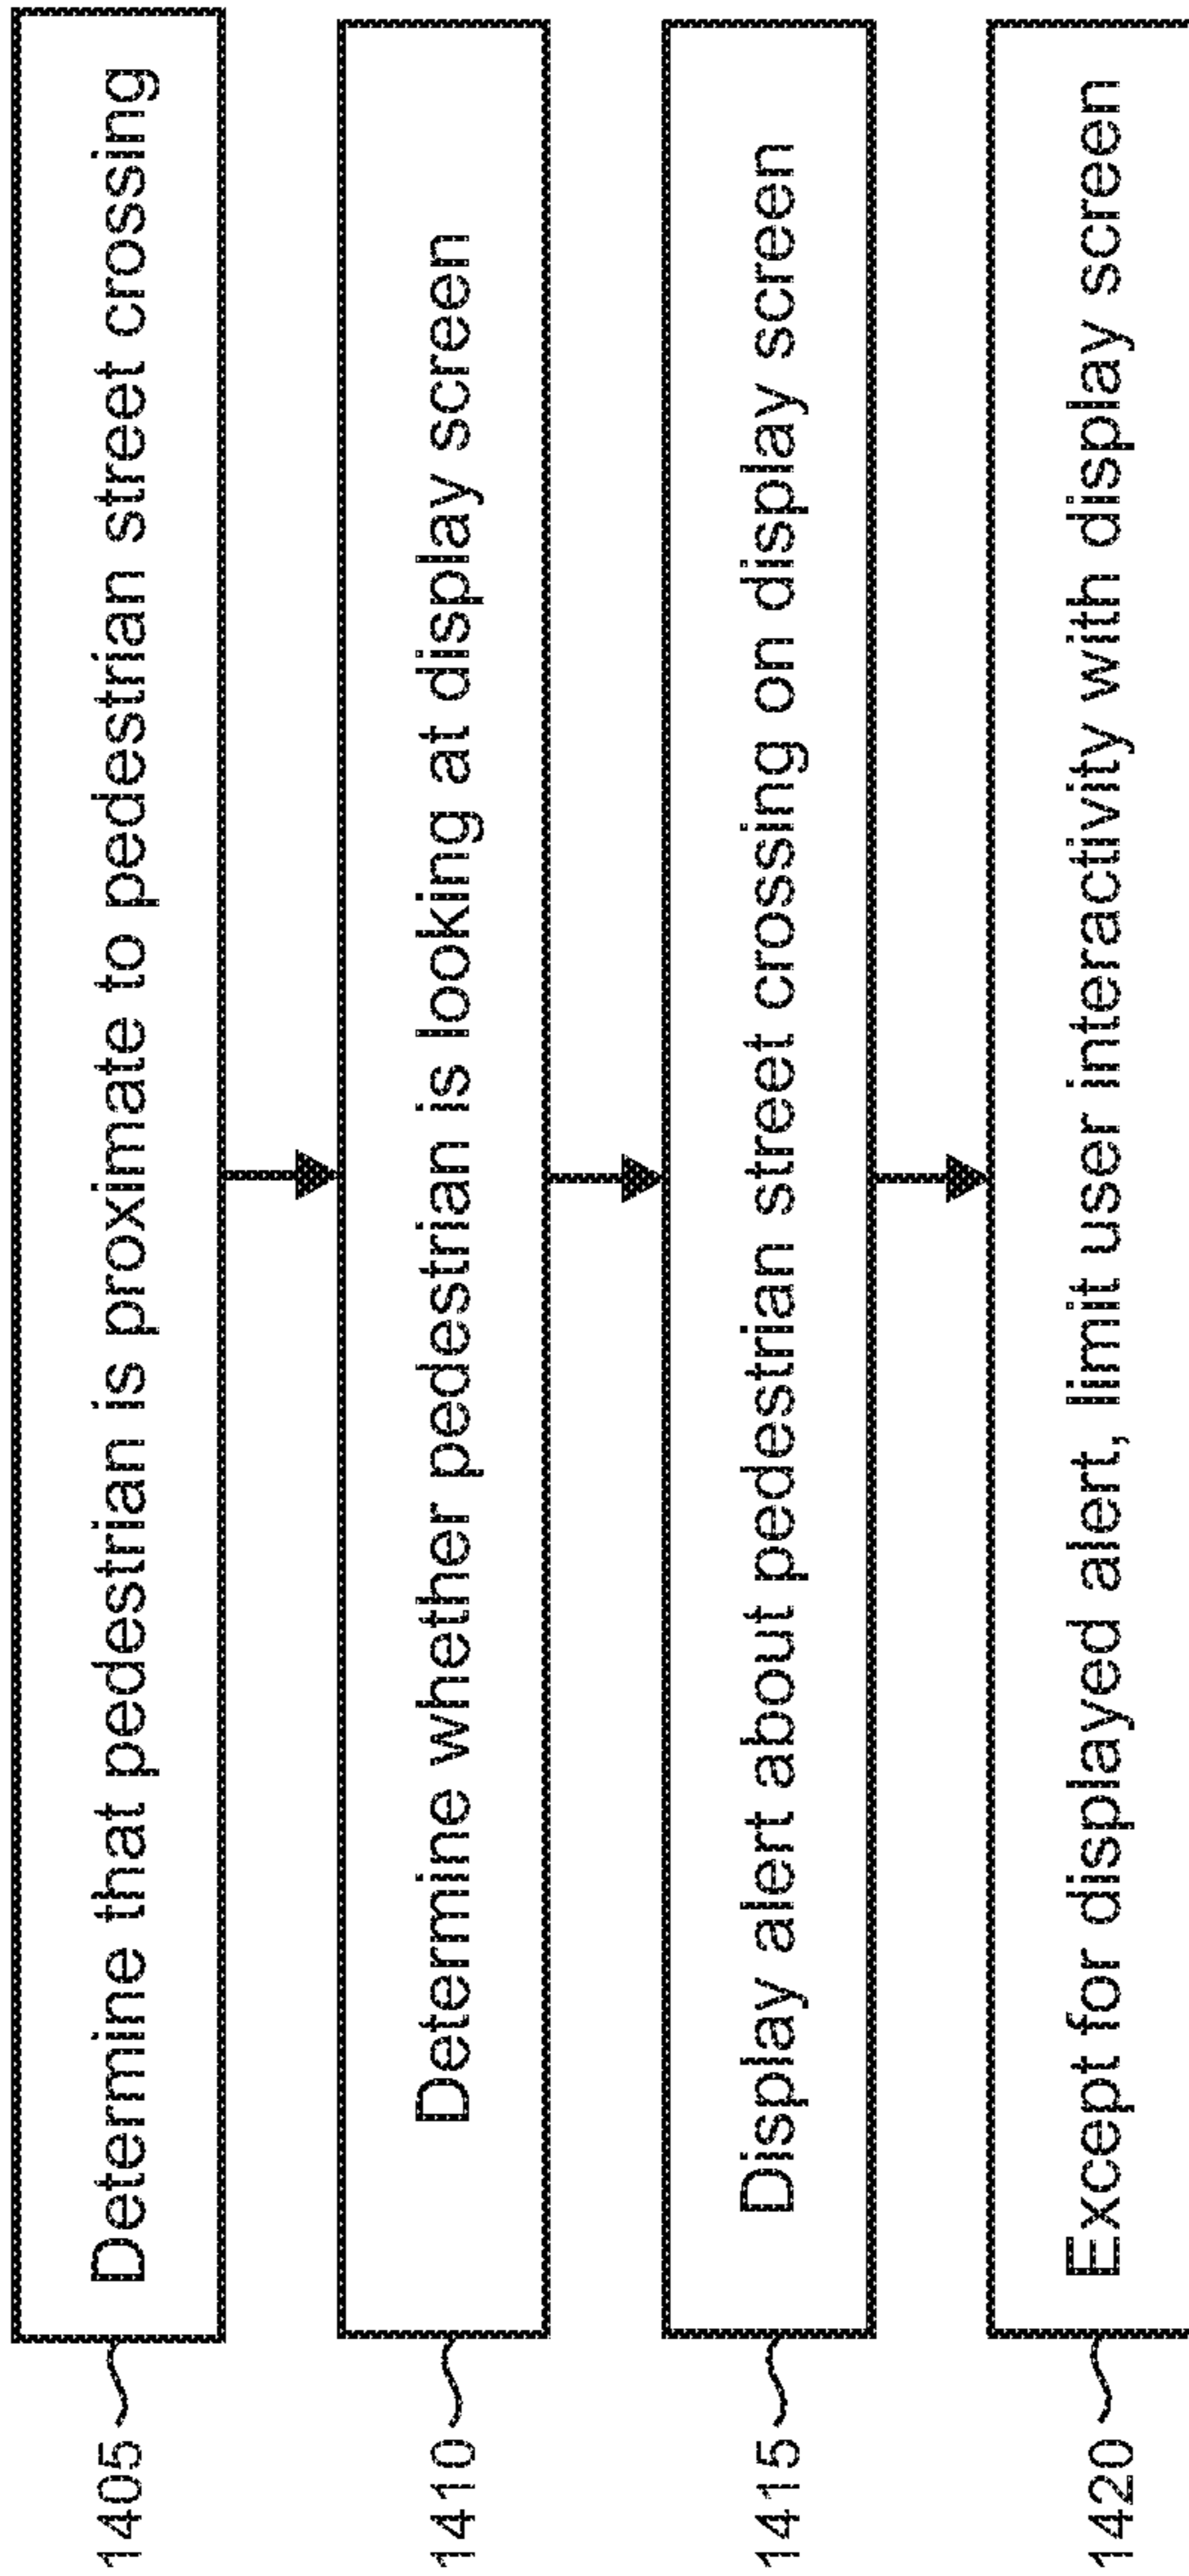 1405
Determine that pedestrian is proximate to pedestrian street crossing
1410
Determine whether pedestrian is looking at display screen
1415
Display alert about pedestrian street crossing on display screen
1420
Except for displayed alert, limit user interactivity with display screen